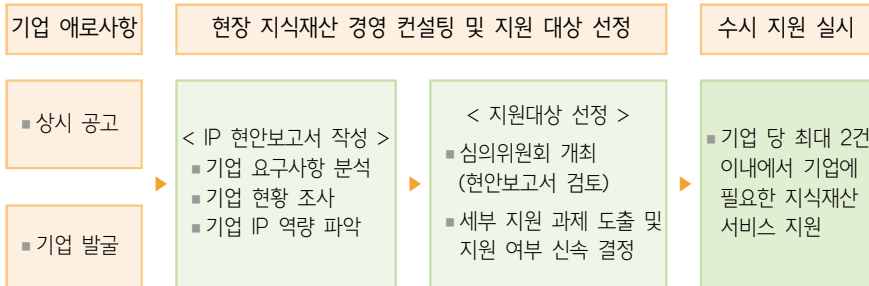 기업 애로사항
현장 지식재산 경영 컨설팅 및 지원 대상 선정
수시 지원 실시
▪상시 공고
▪기업 발굴
< IP 현안보고서 작성 >
▪기업 요구사항 분석
▪기업 현황 조사
▪기업 IP 역량 파악
< 지원대상 선정 >
▪심의위원회 개최
(현안보고서 검토)
▪세부 지원 과제 도출 및
지원 여부 신속 결정
▪기업 당 최대 2건
이내에서 기업에
필요한 지식재산
서비스 지원